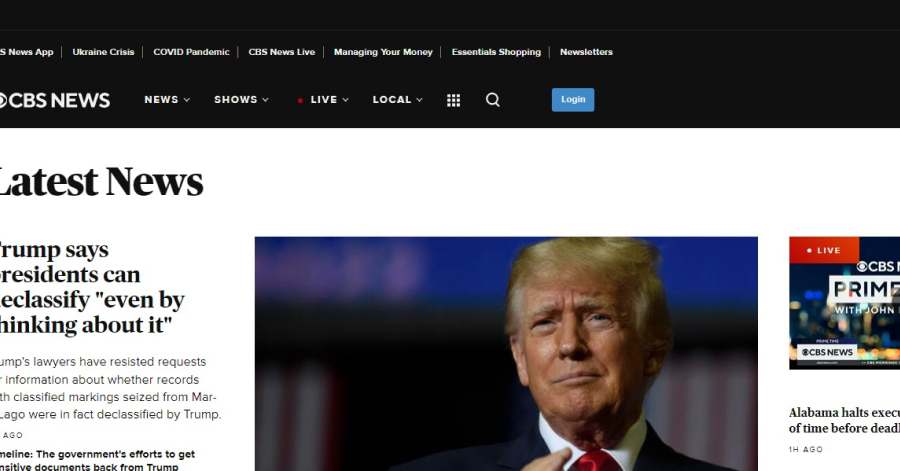 S News App Ukraine Crisis COVID Pandemic CBS News Live Managing Your Money Essentials Shopping Newsletters
CBS NEWS NEWS SHOWS LIVE LOCAL Login
Latest News
rump says
residents can
eclassify "even by
hinking about it"
ump's lawyers have resisted requests
r information about whether records
th classified markings seized from Mar-
Lago were in fact declassified by Trump.
AGO
meline: The government's efforts to get
nsitive documents back from Trump
LIVE
CBS N
PRIME
WITH JOHN
PRIME TIME
CBS NEWS
Alabama halts execu
of time before deadl
1H AGO